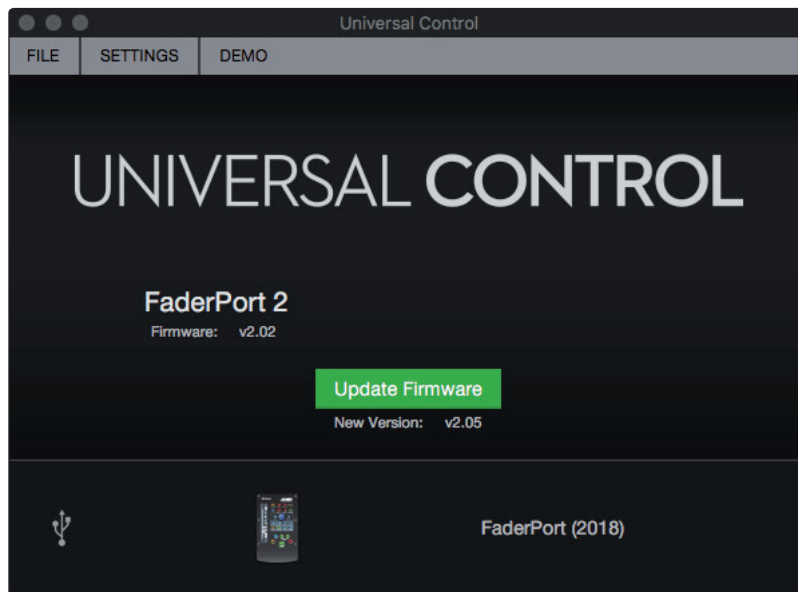 Universal Control
FILE SETTINGS DEMO
UNIVERSAL CONTROL
FaderPort 2
Firmware: v2.02
Update Firmware
New Version: v2.05
FaderPort (2018)